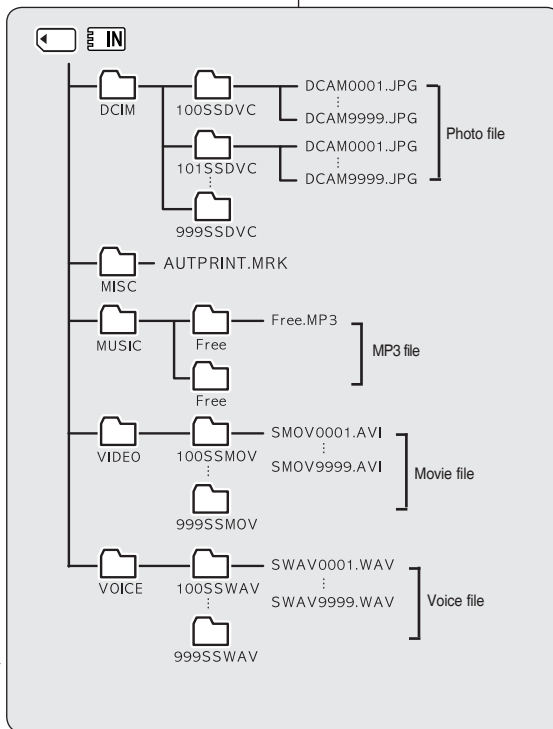 IN
DCIM
100SSDVC
DCAM0001.JPG
DCAM9999.JPG
Photo file
101SSDVC
DCAM0001.JPG
DCAM9999.JPG
999SSDVC
MISC
AUTPRINT.MRK
MUSIC
Free
Free.MP3
MP3 file
Free
VIDEO
100SSMOV
SMOV0001.AVI
SMOV9999.AVI
Movie file
999SSMOV
VOICE
100SSWAV
SWAV0001.WAV
SWAV9999.WAV
Voice file
999SSWAV